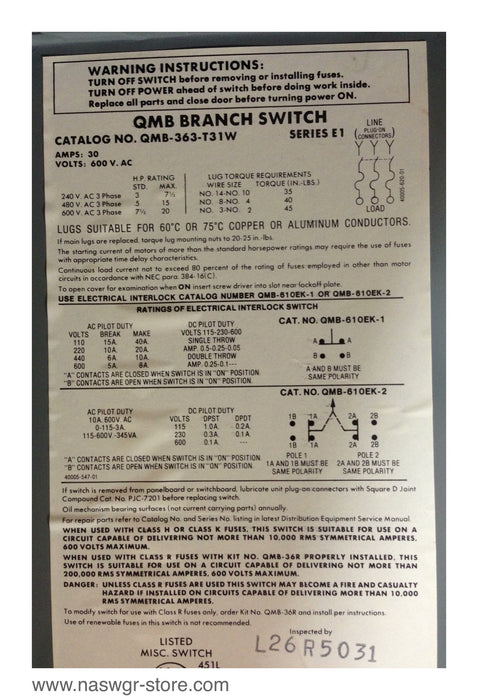 WARNING INSTRUCTIONS:
TURN OFF SWITCH before removing or installing fuses.
TURN OFF POWER ahead of switch before doing work inside.
Replace all parts and close door before turning power ON.
QMB BRANCH SWITCH
CATALOG NO. QMB-363-T31W SERIES E1
AMPS: 30
VOLTS: 600 V. AC
H.P. RATING
STD. MAX.
240 V. AC 3 Phase 3 7½
480 V. AC 3 Phase 5 15
600 V. AC 3 Phase 7½ 20
LUG TORQUE REQUIREMENTS
WIRE SIZE TORQUE (IN.-LBS.)
NO. 14-NO. 10 35
NO. 8-NO. 4 40
NO. 3-NO. 2 45
LINE
PLUG-ON
(CONNECTORS)
LOAD
40005-620-01
LUGS SUITABLE FOR 60°C OR 75°C COPPER OR ALUMINUM CONDUCTORS.
If main lugs are replaced, torque lug mounting nuts to 20-25 in.-lbs.
The starting current of motors of more than the standard horsepower ratings may require the use of fuses
with appropriate time delay characteristics.
Continuous load current not to exceed 80 percent of the rating of fuses employed in other than motor
circuits in accordance with NEC para. 384-16(C).
To open cover for examination when ON insert screw driver into slot near lockoff plate.
USE ELECTRICAL INTERLOCK CATALOG NUMBER QMB-610EK-1 OR QMB-610EK-2
RATINGS OF ELECTRICAL INTERLOCK SWITCH
AC PILOT DUTY
VOLTS BREAK MAKE
110 15A. 40A.
220 10A. 20A.
440 6A. 10A.
600 5A. 8A.
DC PILOT DUTY
VOLTS 115-230-600
SINGLE THROW
AMP. 0.5-0.25-0.05
DOUBLE THROW
AMP. 0.25-0.1---
"A" CONTACTS ARE CLOSED WHEN SWITCH IS IN "ON" POSITION.
"B" CONTACTS ARE OPEN WHEN SWITCH IS IN "ON" POSITION.
CAT. NO. QMB-610EK-1
A A
B B
A AND B MUST BE
SAME POLARITY
CAT. NO. QMB-610EK-2
AC PILOT DUTY
10A. 600V. AC
0-115-3A.
115-600V -345VA.
DC PILOT DUTY
VOLTS DPST DPDT
115 1.0A. 0.2A.
230 0.3A. 0.1A.
600 0.1A. ---
"A" CONTACTS ARE CLOSED WHEN SWITCH IS IN "ON" POSITION.
"B" CONTACTS ARE OPEN WHEN SWITCH IS IN "ON" POSITION.
40005-547-01
1B 1A 2A 2B
POLE 1 POLE 2
1A AND 1B MUST BE 2A AND 2B MUST BE
SAME POLARITY SAME POLARITY
If switch is removed from panelboard or switchboard, lubricate unit plug-on connectors with Square D Joint
Compound Cat. No. PJC-7201 before replacing switch.
Oil mechanism bearing surfaces (not current carrying parts) annually.
For repair parts refer to Catalog No. and Series No. listing in latest Distribution Equipment Service Manual.
WHEN USED WITH CLASS H OR CLASS K FUSES, THIS SWITCH IS SUITABLE FOR USE ON A
CIRCUIT CAPABLE OF DELIVERING NOT MORE THAN 10,000 RMS SYMMETRICAL AMPERES,
600 VOLTS MAXIMUM.
WHEN USED WITH CLASS R FUSES WITH KIT NO. QMB-36R PROPERLY INSTALLED, THIS
SWITCH IS SUITABLE FOR USE ON A CIRCUIT CAPABLE OF DELIVERING NOT MORE THAN
200,000 RMS SYMMETRICAL AMPERES, 600 VOLTS MAXIMUM.
DANGER: UNLESS CLASS R FUSES ARE USED THIS SWITCH MAY BECOME A FIRE AND CASUALTY
HAZARD IF INSTALLED ON CIRCUITS CAPABLE OF DELIVERING MORE THAN 10,000
RMS SYMMETRICAL AMPERES.
To modify switch for use with Class R fuses only, order Kit No. QMB-36R and install per instructions.
Use of renewable fuses in this switch is not recommended.
LISTED
MISC. SWITCH
451L
Inspected by
L26R5031
www.naswgr-store.com